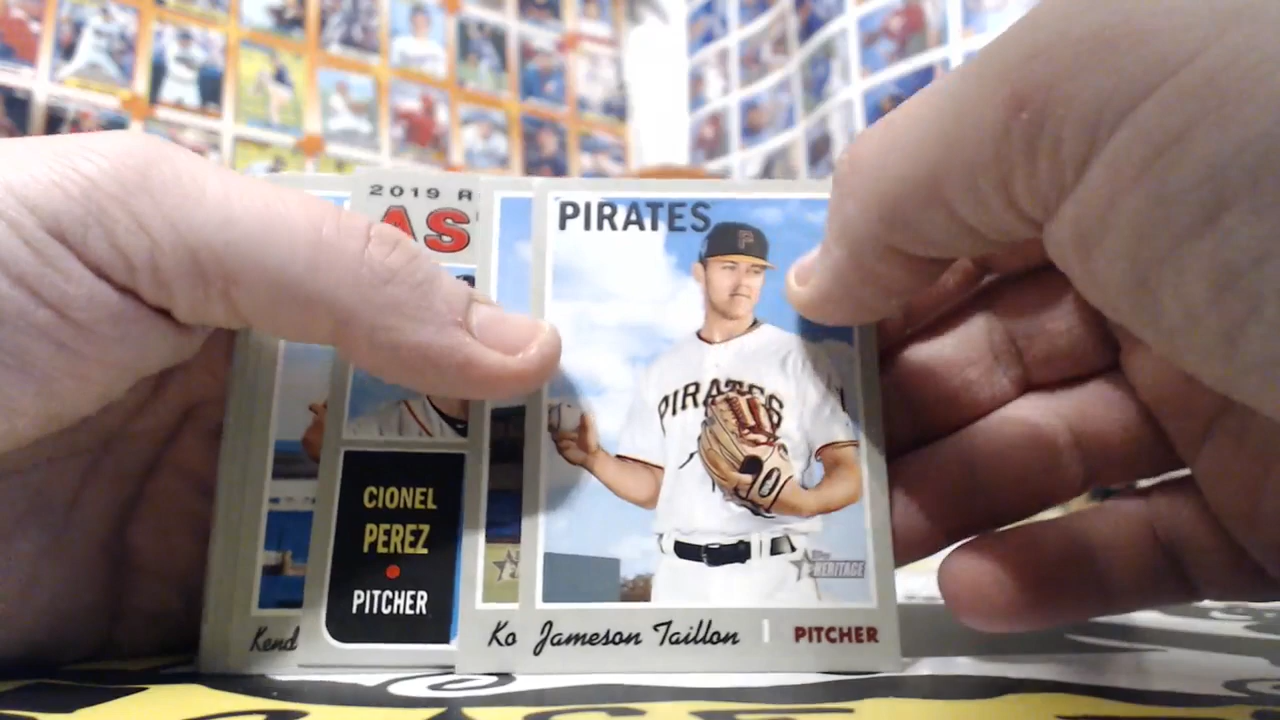 2019 R
AS
CIONEL
PEREZ
PITCHER
Kend
Ko
PIRATES
P
PIRATES
Topps
HERITAGE
Jameson Taillon | PITCHER